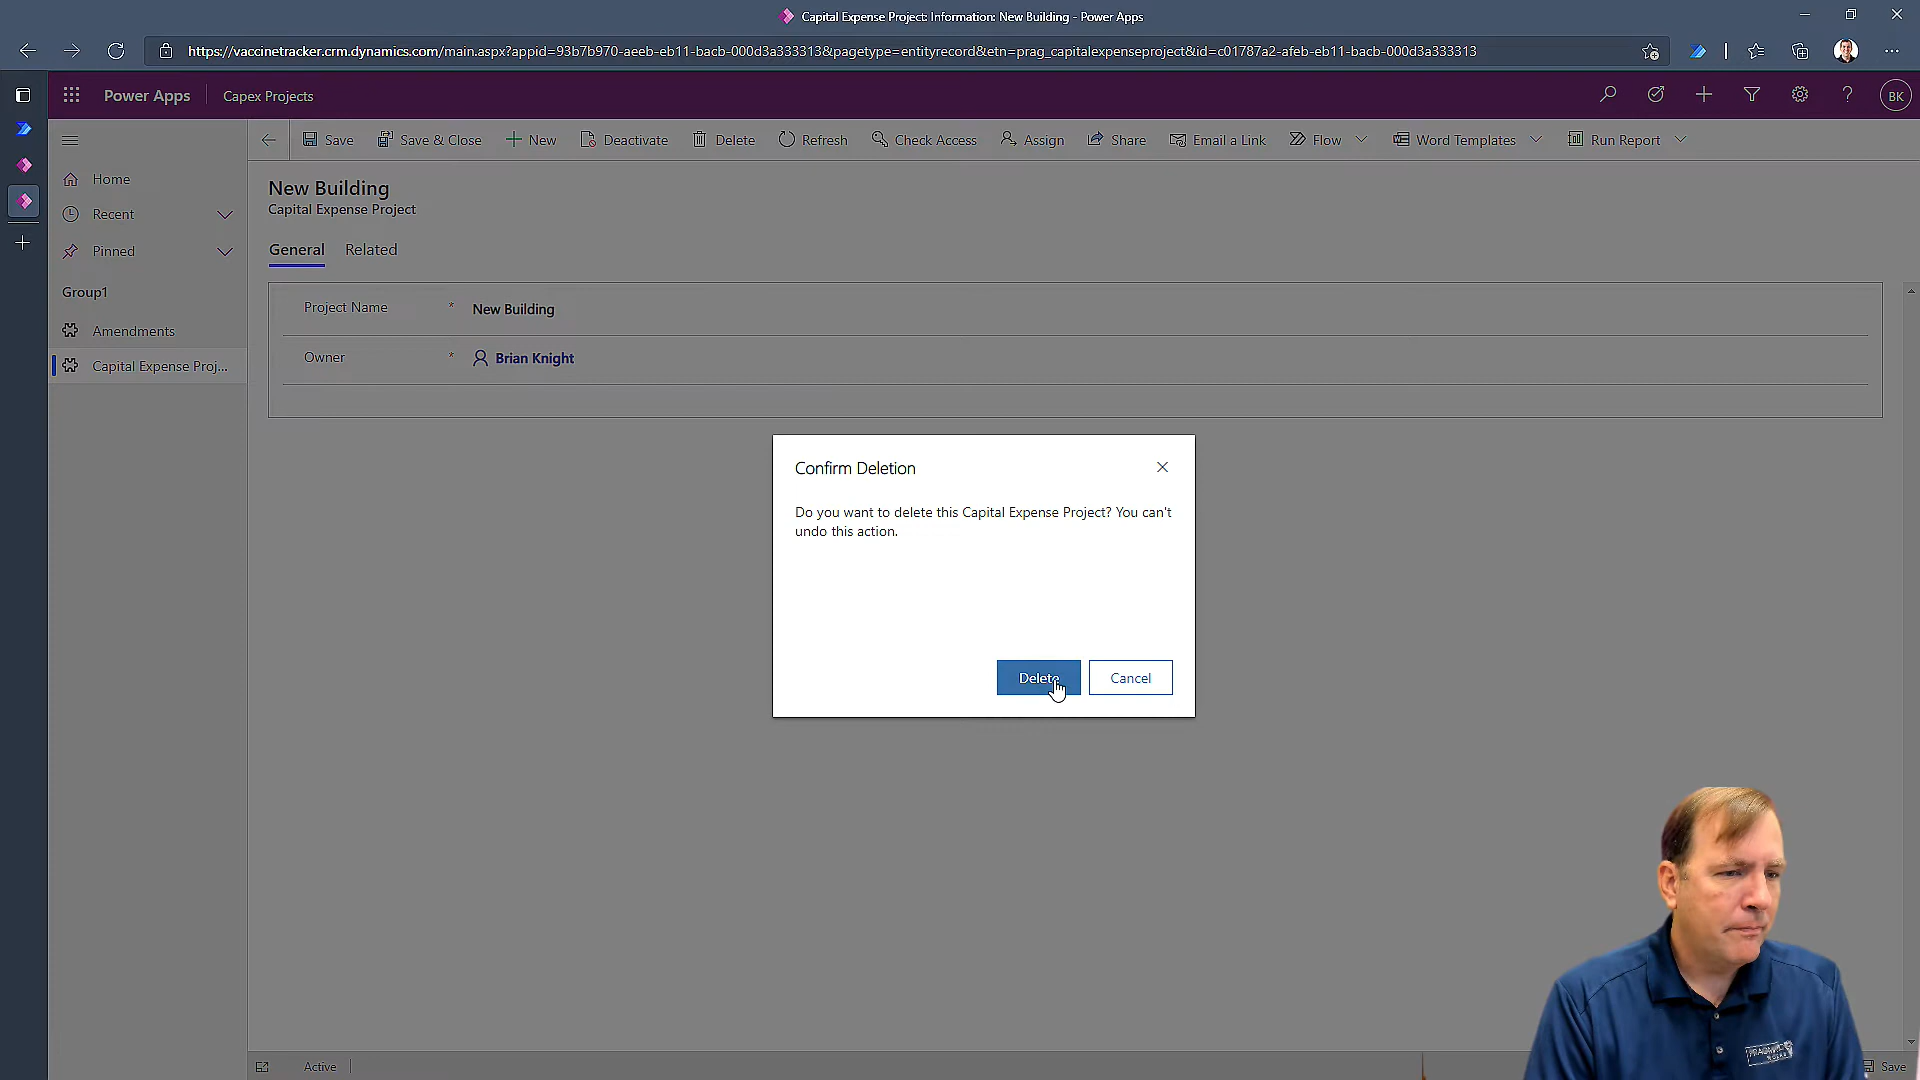 Capital Expense Project: Information: New Building - Power Apps
https://vaccinetracker.crm.dynamics.com/main.aspx?appid=93b7b970-aeeb-eb11-bacb-000d3a333313&pagetype=entityrecord&etn=prag_capitalexpenseproject&id=c01787a2-afeb-eb11-bacb-000d3a333313
Power Apps
Capex Projects
BK
Save
Save & Close
New
Deactivate
Delete
Refresh
Check Access
Assign
Share
Email a Link
Flow
Word Templates
Run Report
Home
Recent
Pinned
Group1
Amendments
Capital Expense Proj...
New Building
Capital Expense Project
General
Related
Project Name * New Building
Owner * Brian Knight
Confirm Deletion
Do you want to delete this Capital Expense Project? You can't
undo this action.
Delete
Cancel
Active
Save